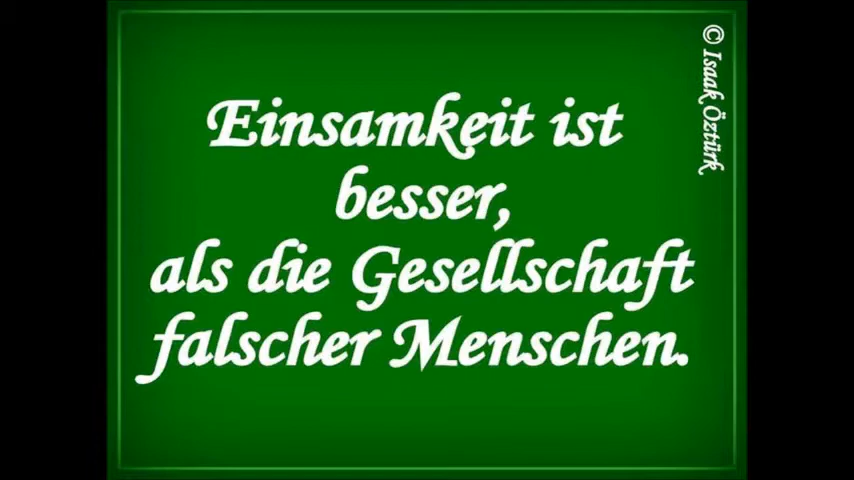 Einsamkeit ist
besser,
als die Gesellschaft
falscher Menschen.
© Isaak Öztürk